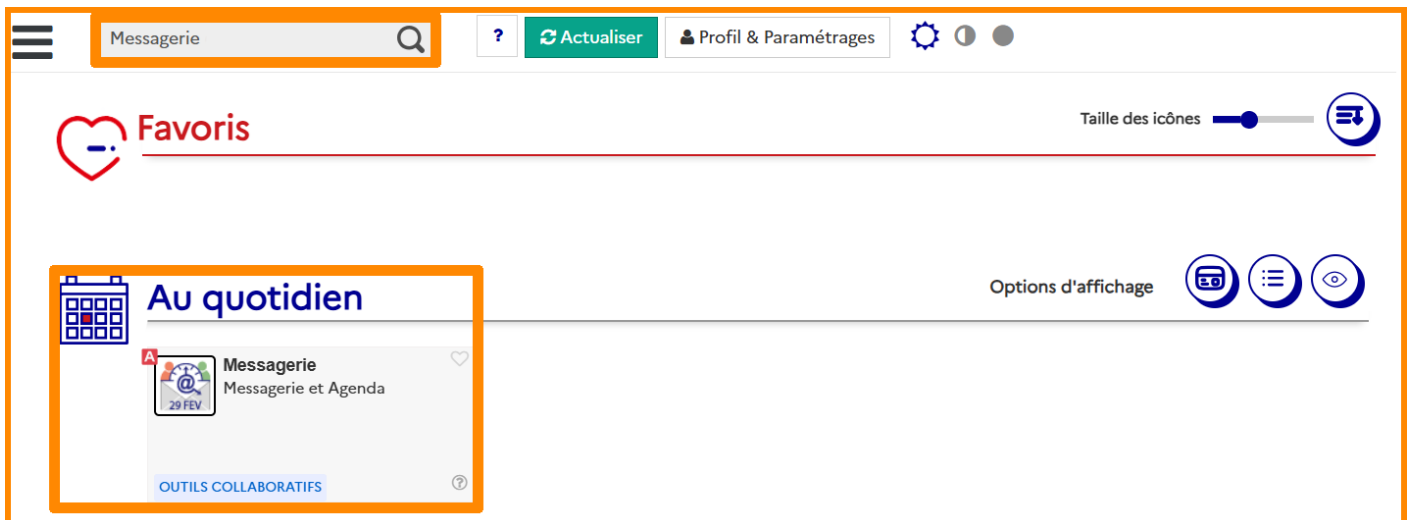 Messagerie
? Actualiser Profil & Paramétrages
Favoris
Taille des icônes
Au quotidien
Options d'affichage
A
Messagerie
Messagerie et Agenda
@
29 FEV
OUTILS COLLABORATIFS
?